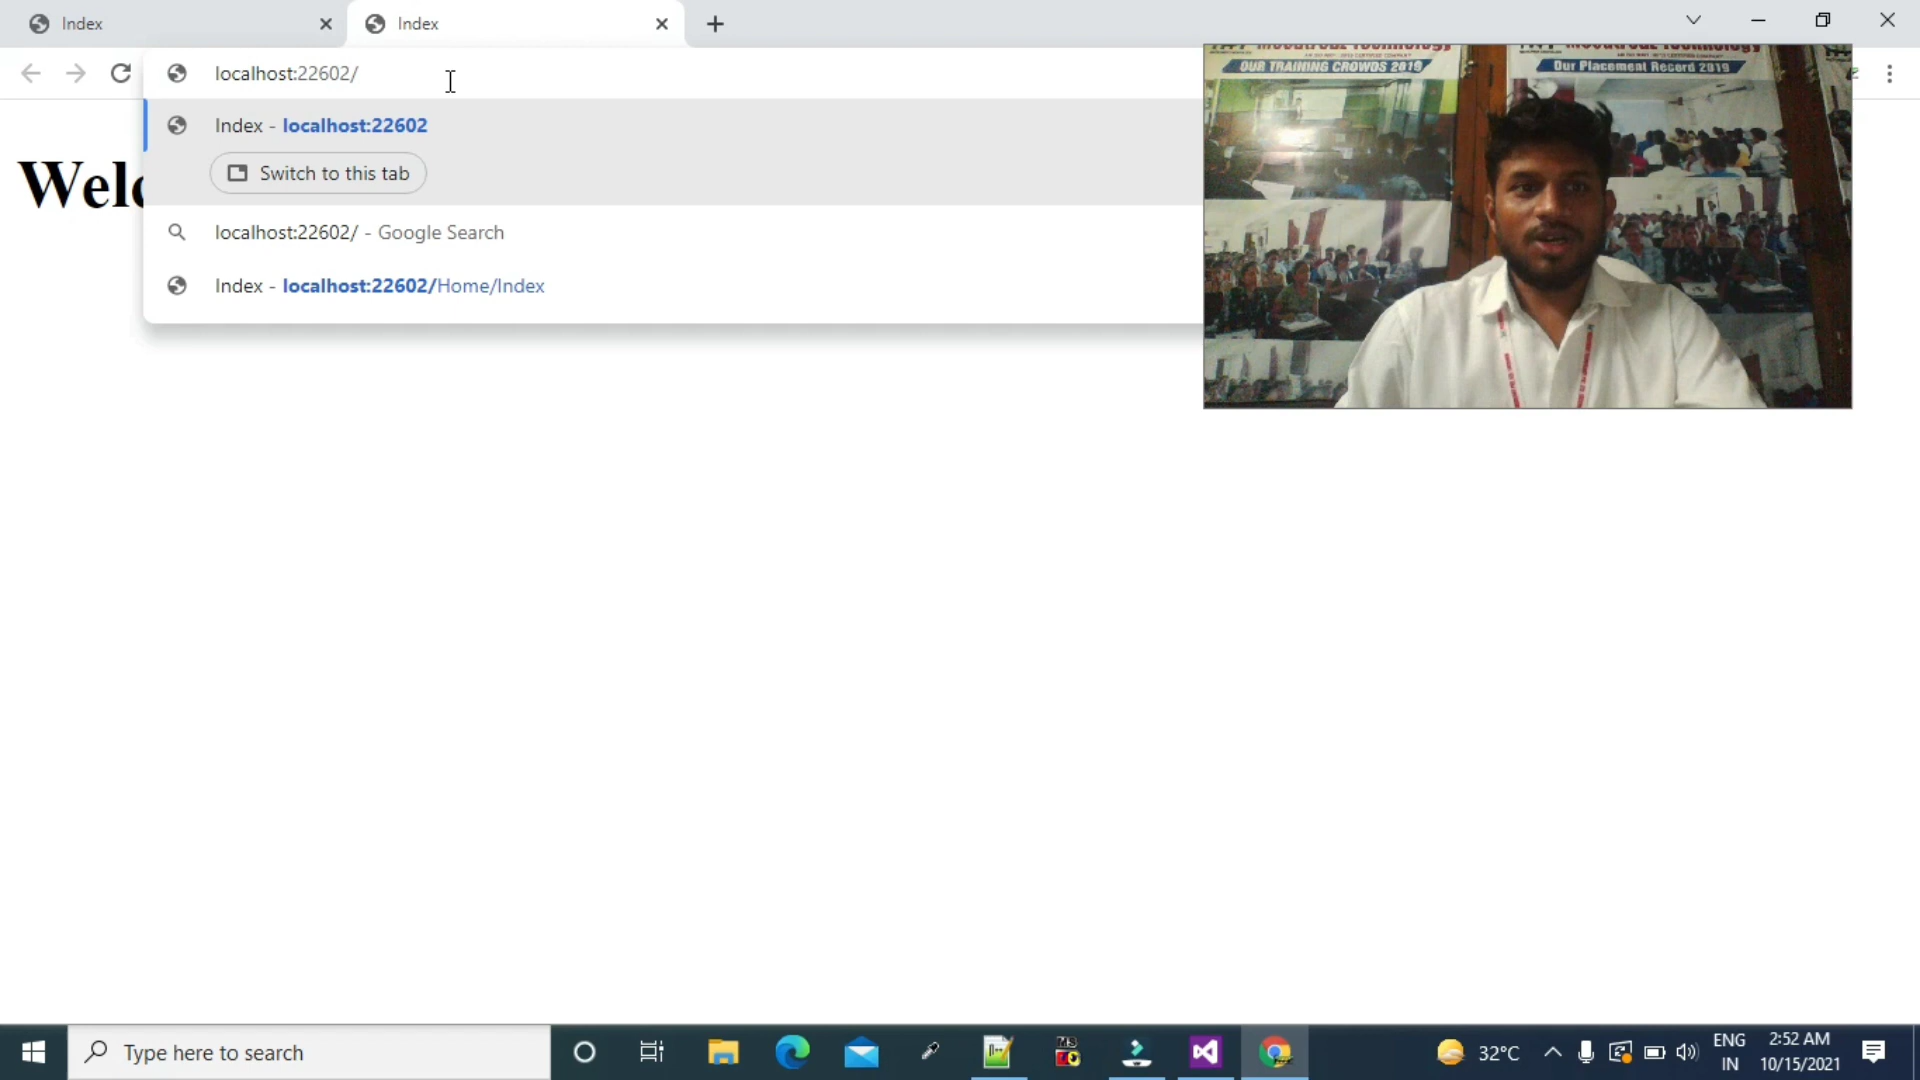 Index
Index
localhost:22602/
Index - localhost:22602
Switch to this tab
localhost:22602/ - Google Search
Index - localhost:22602/Home/Index
OUR TRAINING CROWDS 2019
Our Placement Record 2019
Type here to search
32°C
ENG
IN
2:52 AM
10/15/2021